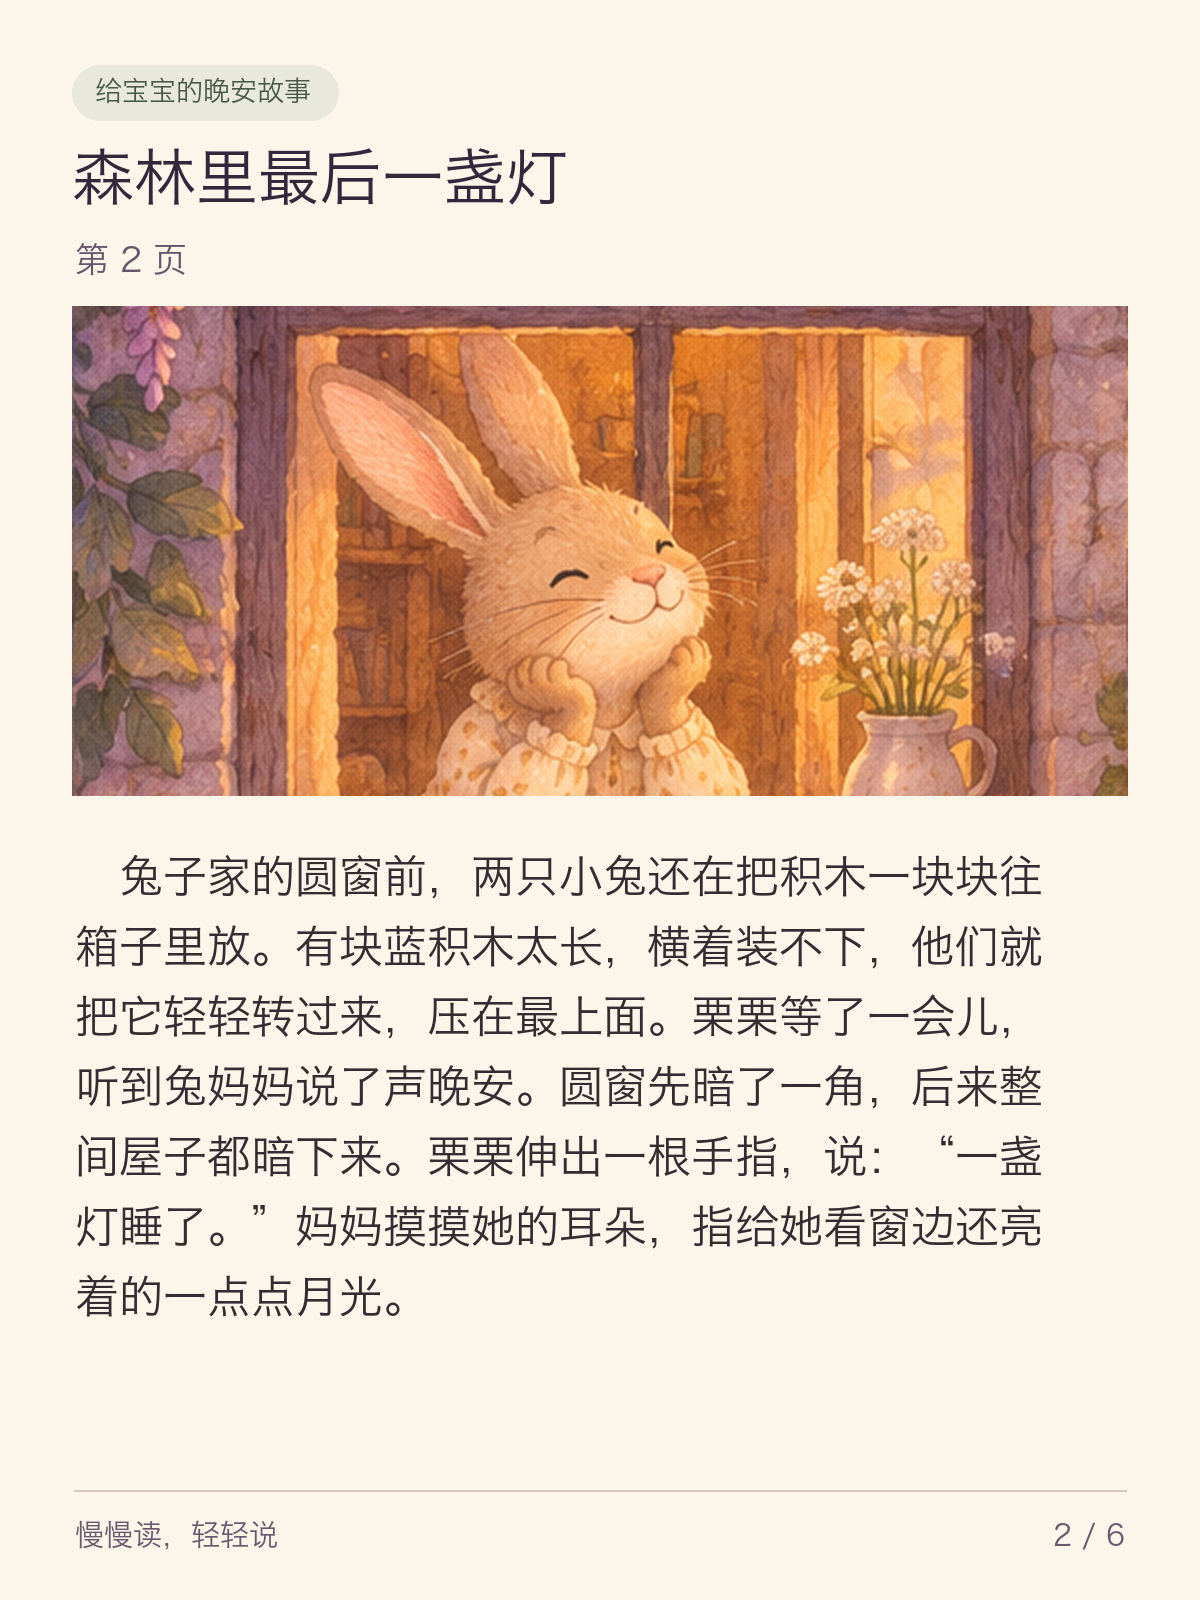 给宝宝的晚安故事
森林里最后一盏灯
第 2 页
兔子家的圆窗前，两只小兔还在把积木一块块往
箱子里放。有块蓝积木太长，横着装不下，他们就
把它轻轻转过来，压在最上面。栗栗等了一会儿，
听到兔妈妈说了声晚安。圆窗先暗了一角，后来整
间屋子都暗下来。栗栗伸出一根手指，说：“一盏
灯睡了。”妈妈摸摸她的耳朵，指给她看窗边还亮
着的一点点月光。
慢慢读，轻轻说
2 / 6